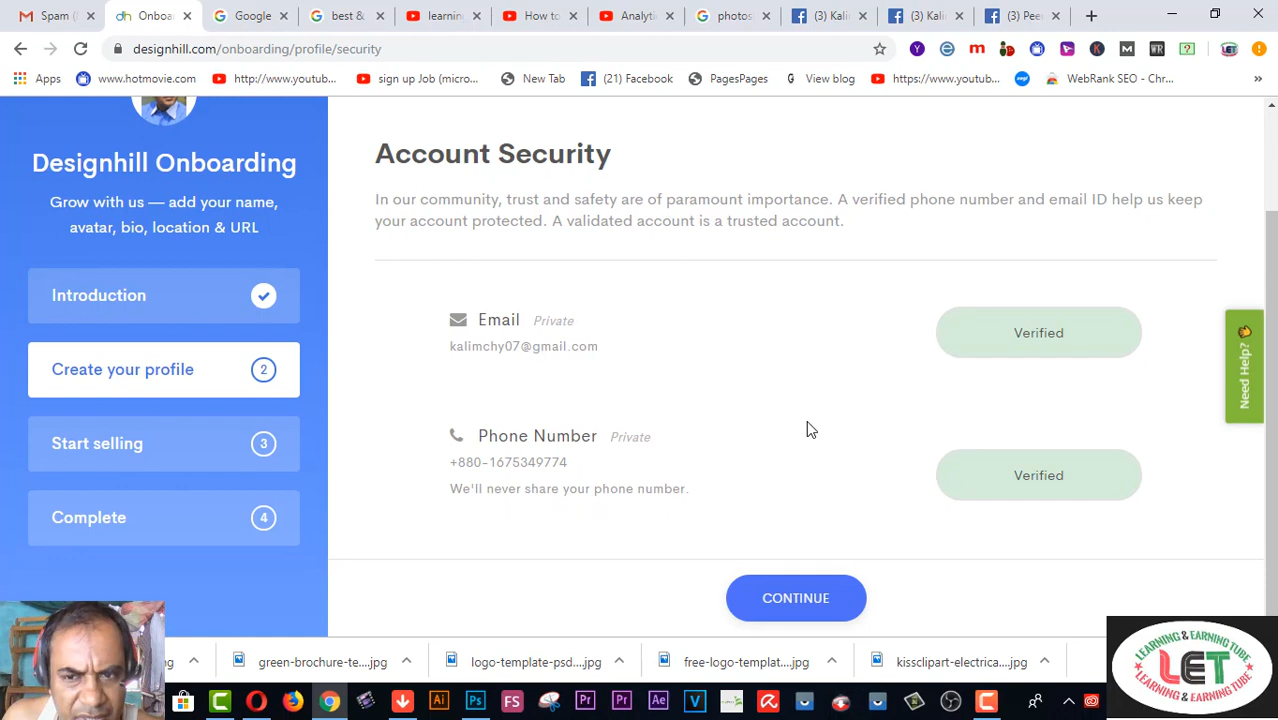 Spam (
Onboa
Google
best &
learning
How to
Analytic
photos
(3) Kali
(3) Kali
(3) Peer
designhill.com/onboarding/profile/security
Apps
www.hotmovie.com
http://www.youtub...
sign up Job (micro...
New Tab
(21) Facebook
PagesPages
View blog
https://www.youtub...
WebRank SEO - Chr...
Designhill Onboarding
Grow with us — add your name,
avatar, bio, location & URL
Introduction
Create your profile 2
Start selling 3
Complete 4
Account Security
In our community, trust and safety are of paramount importance. A verified phone number and email ID help us keep
your account protected. A validated account is a trusted account.
Email Private
kalimchy07@gmail.com
Verified
Phone Number Private
+880-1675349774
We'll never share your phone number.
Verified
CONTINUE
Need Help?
green-brochure-te....jpg
logo-template-psd....jpg
free-logo-templat....jpg
kissclipart-electrica....jpg
LEARNING & EARNING TUBE
LET
LEARNING & EARNING TUBE